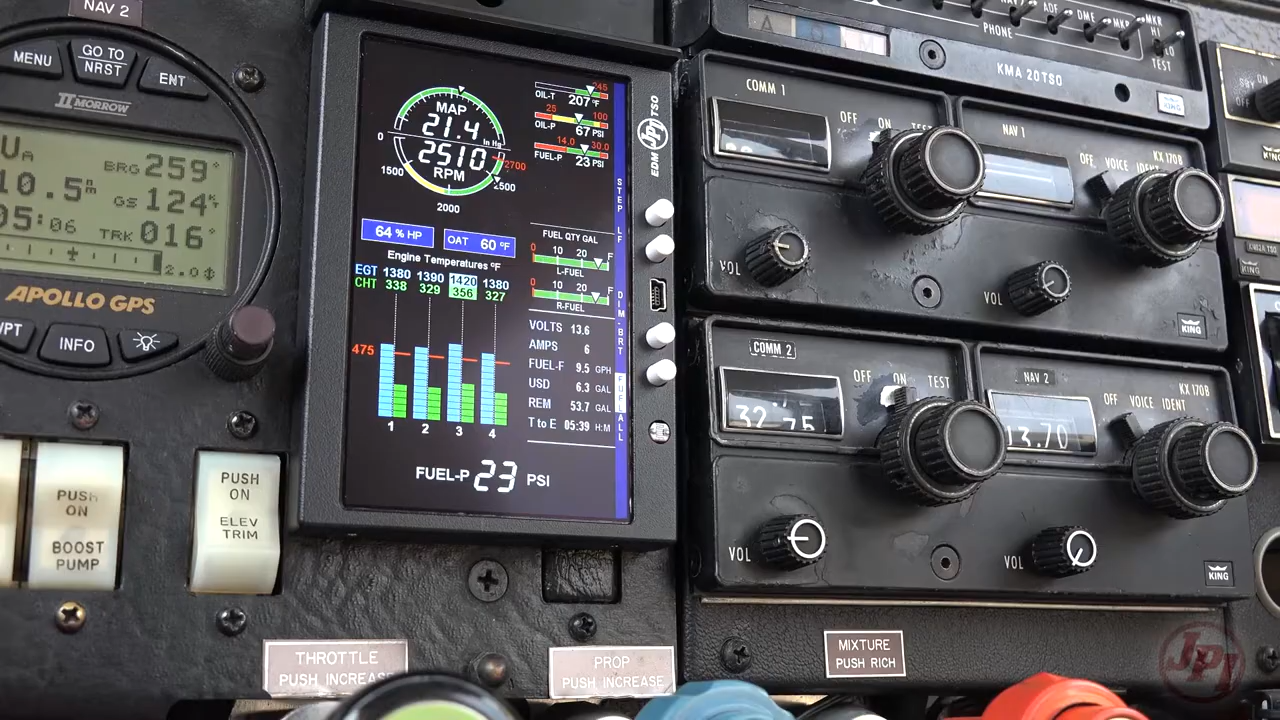 NAV 2
MENU
GO TO
NRST
ENT
II MORROW
BRG 259°
10.5
GS 124
05:06
TRK 016°
2.0
APOLLO GPS
INFO
PUSH
ON
BOOST
PUMP
PUSH
ON
ELEV
TRIM
THROTTLE
PUSH INCREASE
MAP
21.4
In Hg
2510
RPM
0
1500
2000
2500
2700
245
OIL-T 207 °F
25 100
OIL-P 67 PSI
14.0 30.0
FUEL-P 23 PSI
64 % HP
OAT 60 °F
Engine Temperatures °F
EGT 1380 1390 1420 1380
CHT 338 329 356 327
475
1 2 3 4
FUEL QTY GAL
0 10 20 F
L-FUEL
0 10 20 F
R-FUEL
VOLTS 13.6
AMPS 6
FUEL-F 9.5 GPH
USD 6.3 GAL
REM 53.7 GAL
T to E 05:39 H:M
FUEL-P 23 PSI
STEP
LF
DIM-BRT
FUEL
ALL
EDM JPI TSO
PROP
PUSH INCREASE
ADF DME MKR MKR
HI
LO
TEST
PHONE
KMA 20 TSO
KING
COMM 1
OFF ON
VOL
NAV 1
OFF VOICE IDENT
KX 170B
VOL
KING
COMM 2
OFF ON TEST
32.75
VOL
NAV 2
OFF VOICE IDENT
KX 170B
13.70
VOL
KING
MIXTURE
PUSH RICH
ON
OFF
KING
KING
JPI